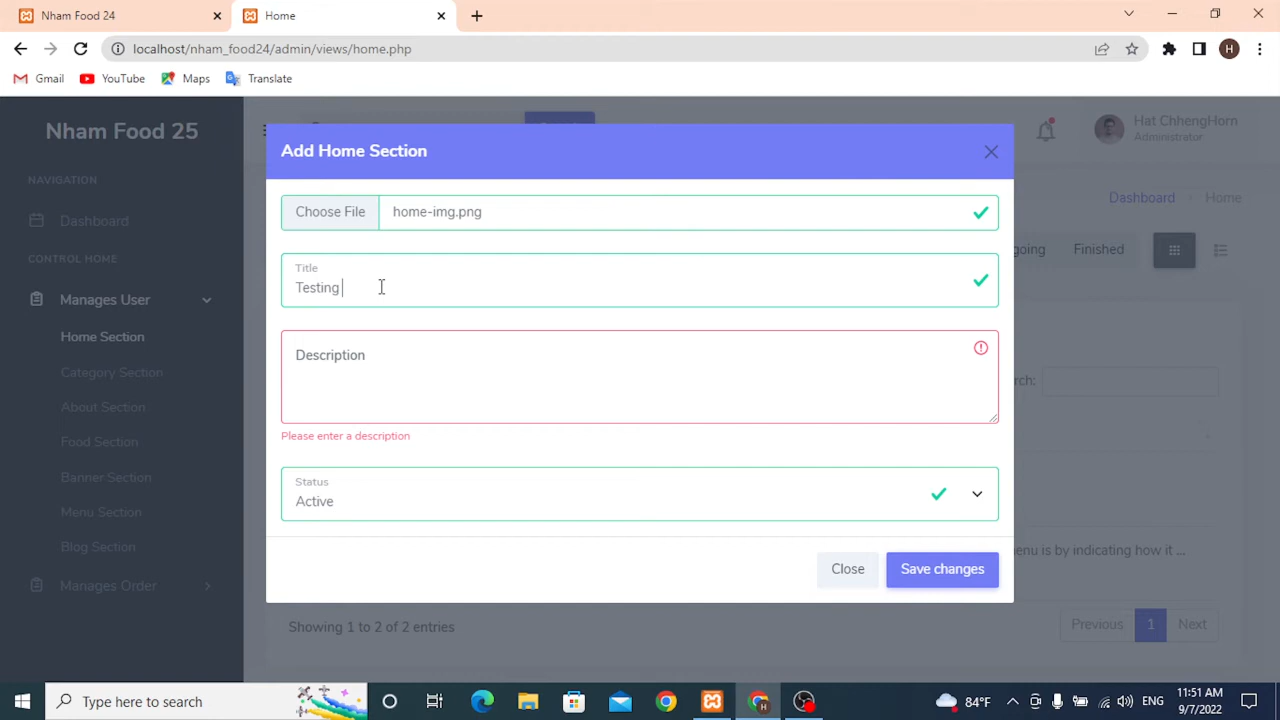 Nham Food 24
Home
localhost/nham_food24/admin/views/home.php
H
Gmail
YouTube
Maps
Translate
Nham Food 25
Hat ChhengHorn
Administrator
NAVIGATION
Dashboard
CONTROL HOME
Manages User
Home Section
Category Section
About Section
Food Section
Banner Section
Menu Section
Blog Section
Manages Order
Dashboard
Home
Finished
Add Home Section
Choose File
home-img.png
Title
Testing
Description
Please enter a description
Status
Active
Close
Save changes
enu is by indicating how it ...
Showing 1 to 2 of 2 entries
Previous
1
Next
Type here to search
84°F
ENG
11:51 AM
9/7/2022